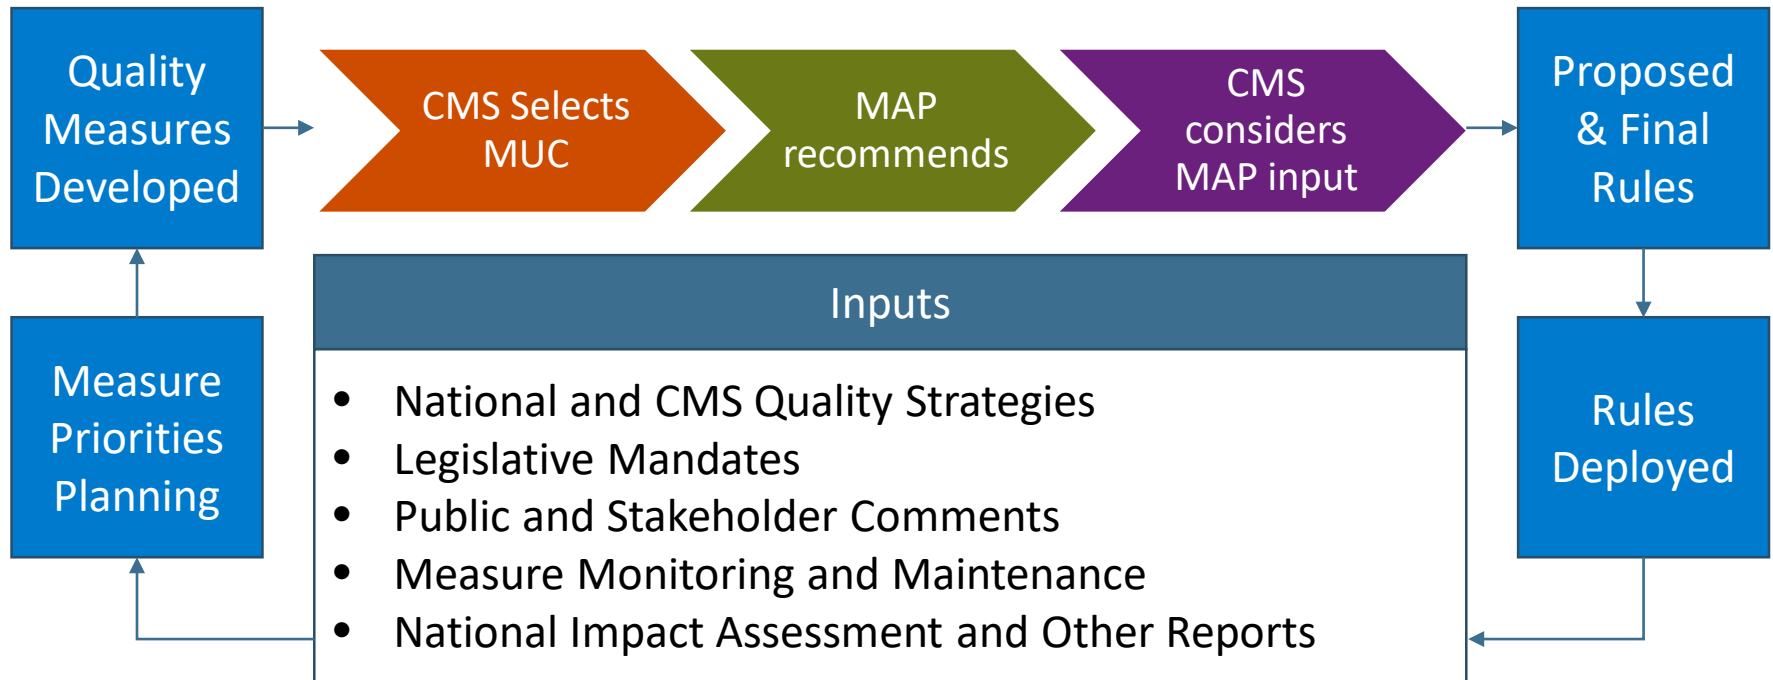 Quality
Measures
Developed
CMS Selects
MUC
MAP
recommends
CMS
considers
MAP input
Proposed
& Final
Rules
Inputs
• National and CMS Quality Strategies
• Legislative Mandates
• Public and Stakeholder Comments
• Measure Monitoring and Maintenance
• National Impact Assessment and Other Reports
Measure
Priorities
Planning
Rules
Deployed